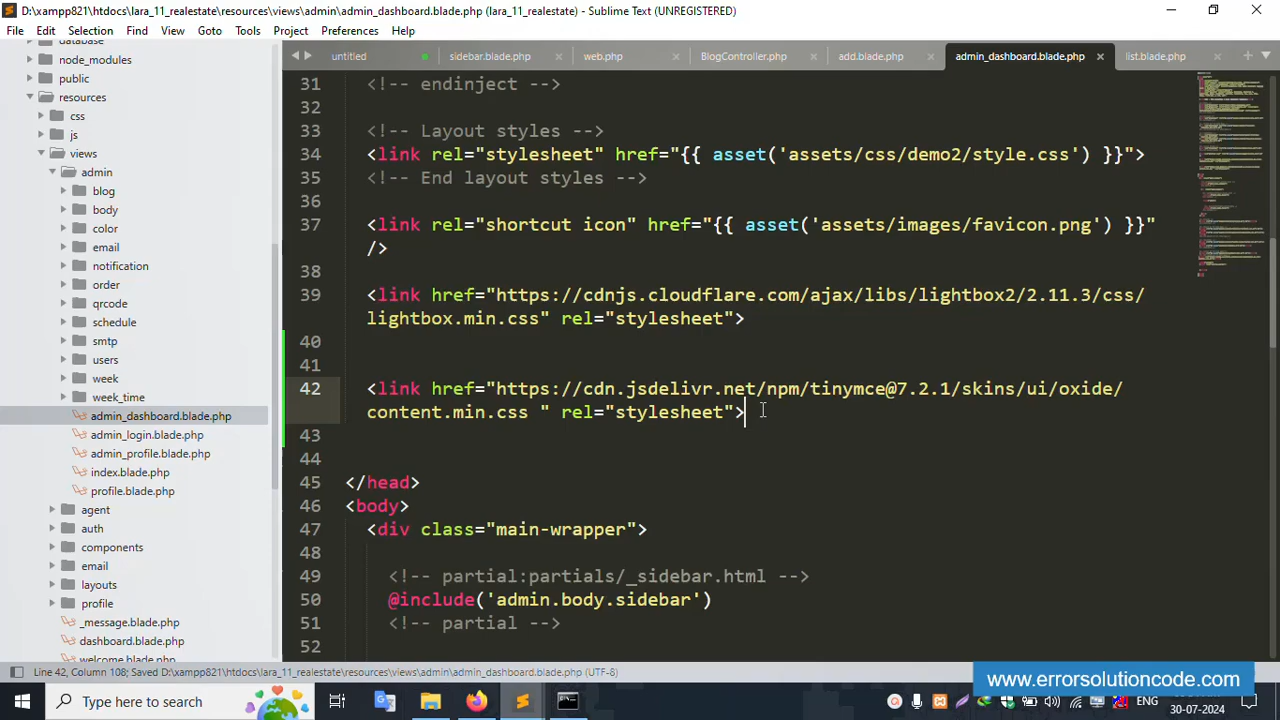 D:\xampp821\htdocs\lara_11_realestate\resources\views\admin\admin_dashboard.blade.php (lara_11_realestate) - Sublime Text (UNREGISTERED)
File Edit Selection Find View Goto Tools Project Preferences Help
untitled sidebar.blade.php web.php BlogController.php add.blade.php admin_dashboard.blade.php list.blade.php
database
node_modules
public
resources
css
js
views
admin
blog
body
color
email
notification
order
qrcode
schedule
smtp
users
week
week_time
admin_dashboard.blade.php
admin_login.blade.php
admin_profile.blade.php
index.blade.php
profile.blade.php
agent
auth
components
email
layouts
profile
_message.blade.php
dashboard.blade.php
welcome.blade.php
31 <!-- endinject -->
32
33 <!-- Layout styles -->
34 <link rel="stylesheet" href="{{ asset('assets/css/demo2/style.css') }}">
35 <!-- End layout styles -->
36
37 <link rel="shortcut icon" href="{{ asset('assets/images/favicon.png') }}"
/>
38
39 <link href="https://cdnjs.cloudflare.com/ajax/libs/lightbox2/2.11.3/css/
lightbox.min.css" rel="stylesheet">
40
41
42 <link href="https://cdn.jsdelivr.net/npm/tinymce@7.2.1/skins/ui/oxide/
content.min.css " rel="stylesheet">
43
44
45 </head>
46 <body>
47 <div class="main-wrapper">
48
49 <!-- partial:partials/_sidebar.html -->
50 @include('admin.body.sidebar')
51 <!-- partial -->
52
Line 42, Column 108; Saved D:\xampp821\htdocs\lara_11_realestate\resources\views\admin\admin_dashboard.blade.php (UTF-8)
www.errorsolutioncode.com
Type here to search
ENG
30-07-2024